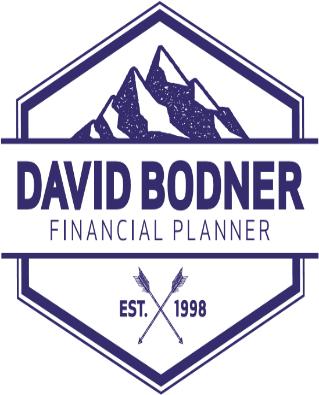 DAVID BODNER
FINANCIAL PLANNER
EST. 1998